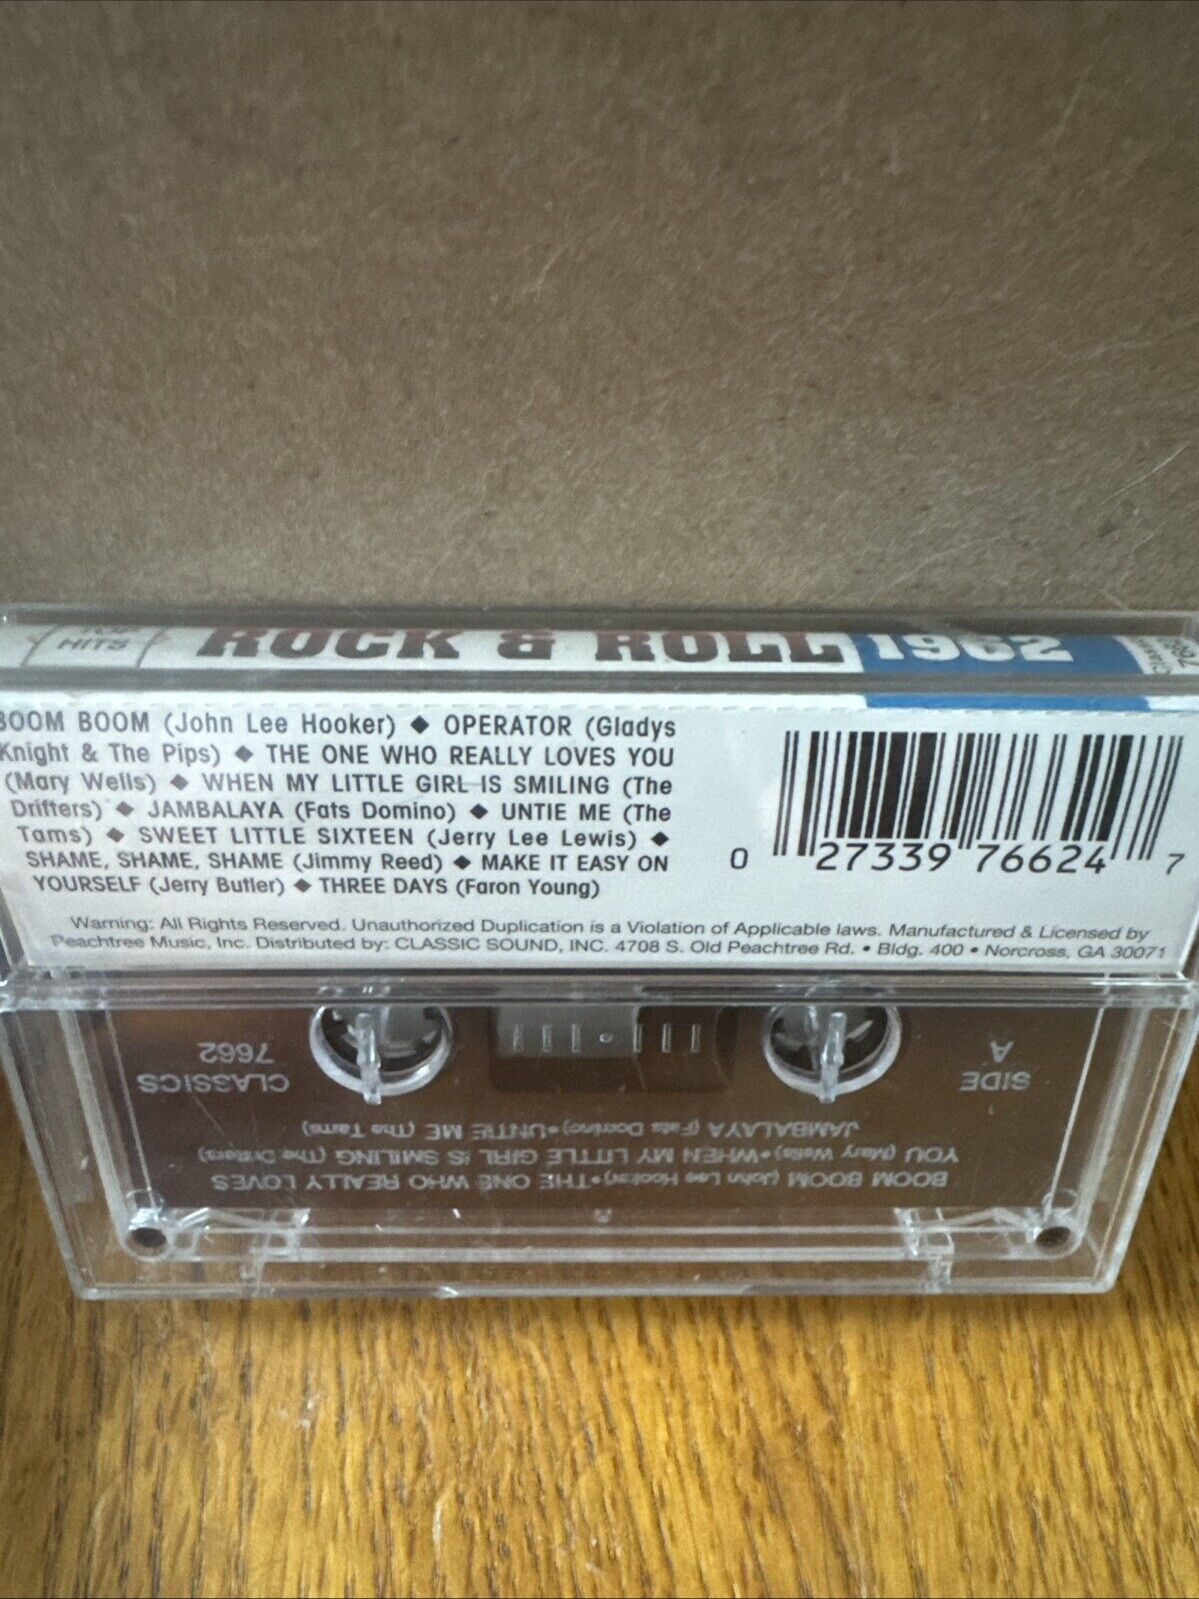 HITS
ROCK & ROLL 1962
BOOM BOOM (John Lee Hooker) ◆ OPERATOR (Gladys
Knight & The Pips) ◆ THE ONE WHO REALLY LOVES YOU
(Mary Wells) ◆ WHEN MY LITTLE GIRL IS SMILING (The
Drifters) ◆ JAMBALAYA (Fats Domino) ◆ UNTIE ME (The
Tams) ◆ SWEET LITTLE SIXTEEN (Jerry Lee Lewis) ◆
SHAME, SHAME, SHAME (Jimmy Reed) ◆ MAKE IT EASY ON
YOURSELF (Jerry Butler) ◆ THREE DAYS (Faron Young)
0 27339 76624 7
Warning: All Rights Reserved. Unauthorized Duplication is a Violation of Applicable laws. Manufactured & Licensed by
Peachtree Music, Inc. Distributed by: CLASSIC SOUND, INC. 4708 S. Old Peachtree Rd. • Bldg. 400 • Norcross, GA 30071
BOOM BOOM (John Lee Hooker)•THE ONE WHO REALLY LOVES
YOU (Mary Wells)•WHEN MY LITTLE GIRL IS SMILING (The Drifters)
JAMBALAYA (Fats Domino)•UNTIE ME (The Tams)
SIDE
A
CLASSICS
7662